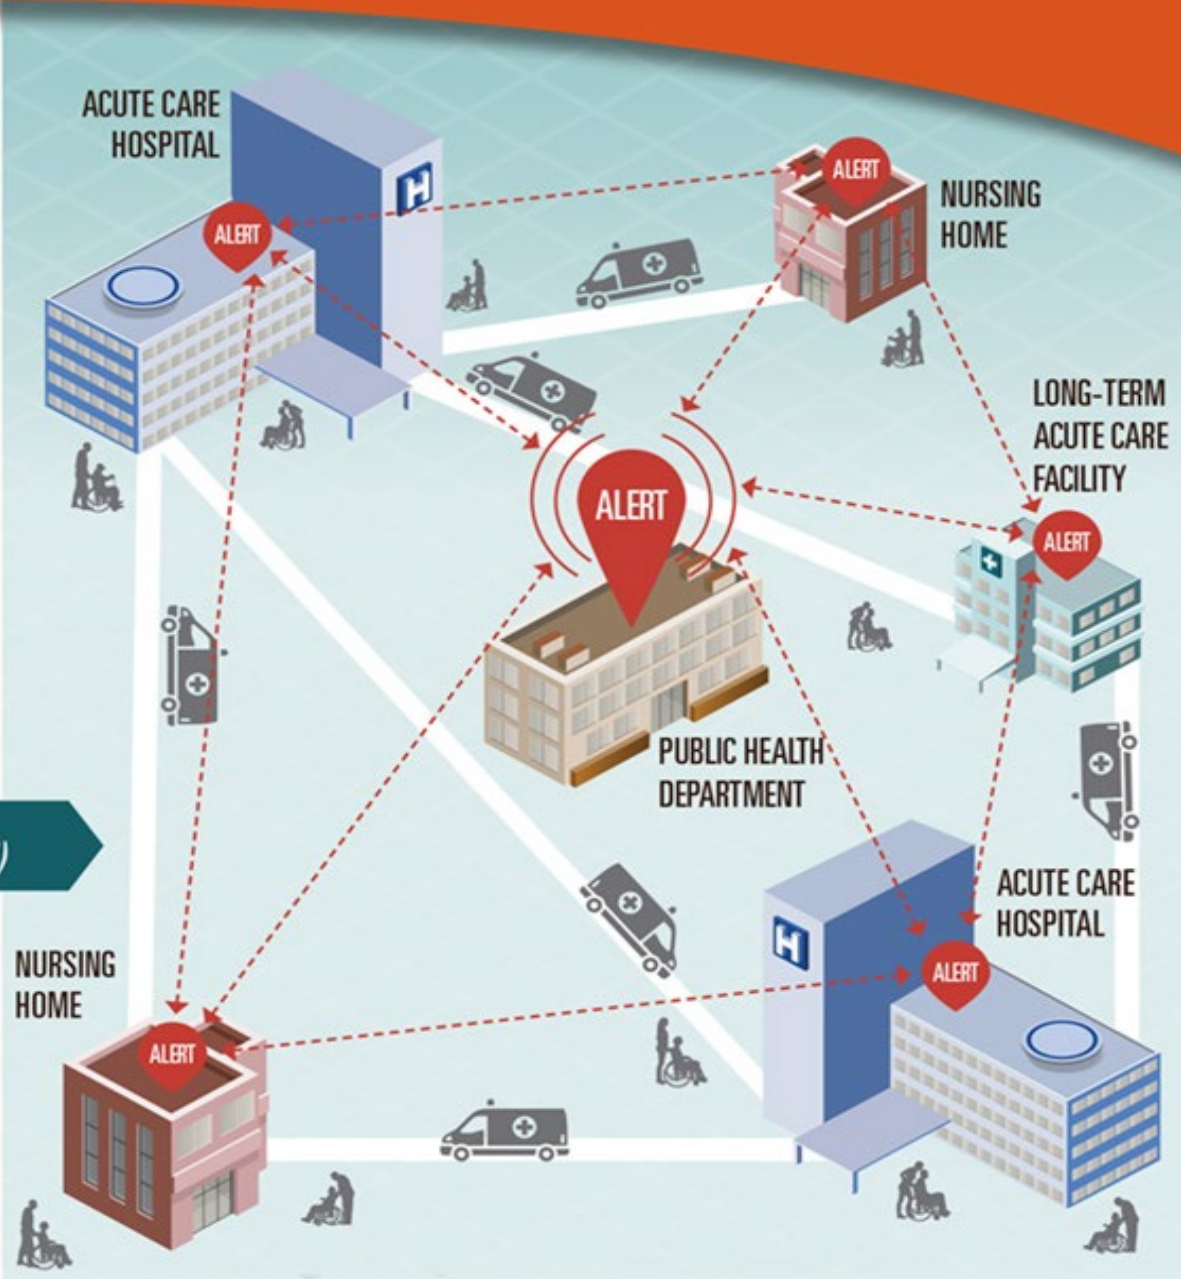 ACUTE CARE
HOSPITAL
H
ALERT
ALERT
NURSING
HOME
LONG-TERM
ACUTE CARE
FACILITY
ALERT
ALERT
PUBLIC HEALTH
DEPARTMENT
ACUTE CARE
HOSPITAL
H
ALERT
NURSING
HOME
ALERT